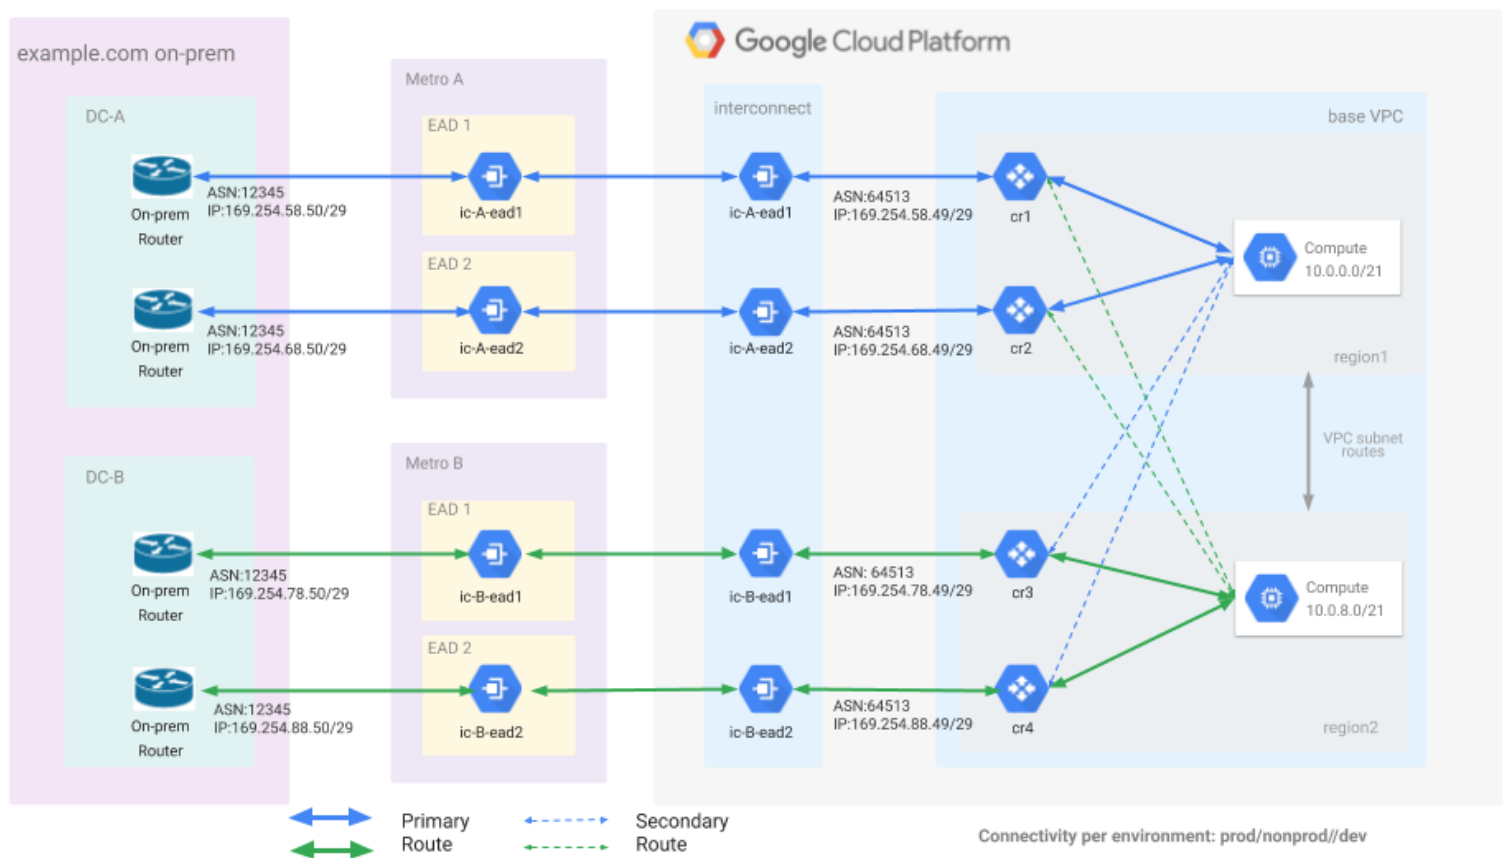 Google Cloud Platform
example.com on-prem
Metro A
interconnect
base VPC
DC-A
EAD 1
ASN:12345
IP:169.254.58.50/29
On-prem
Router
ic-A-ead1
ic-A-ead1
ASN:64513
IP:169.254.58.49/29
cr1
Compute
10.0.0.0/21
EAD 2
ASN:12345
IP:169.254.68.50/29
On-prem
Router
ic-A-ead2
ic-A-ead2
ASN:64513
IP:169.254.68.49/29
cr2
region1
VPC subnet
routes
Metro B
DC-B
EAD 1
ASN:12345
IP:169.254.78.50/29
On-prem
Router
ic-B-ead1
ic-B-ead1
ASN: 64513
IP:169.254.78.49/29
cr3
Compute
10.0.8.0/21
EAD 2
ASN:12345
IP:169.254.88.50/29
On-prem
Router
ic-B-ead2
ic-B-ead2
ASN:64513
IP:169.254.88.49/29
cr4
region2
Primary
Route
Secondary
Route
Connectivity per environment: prod/nonprod//dev